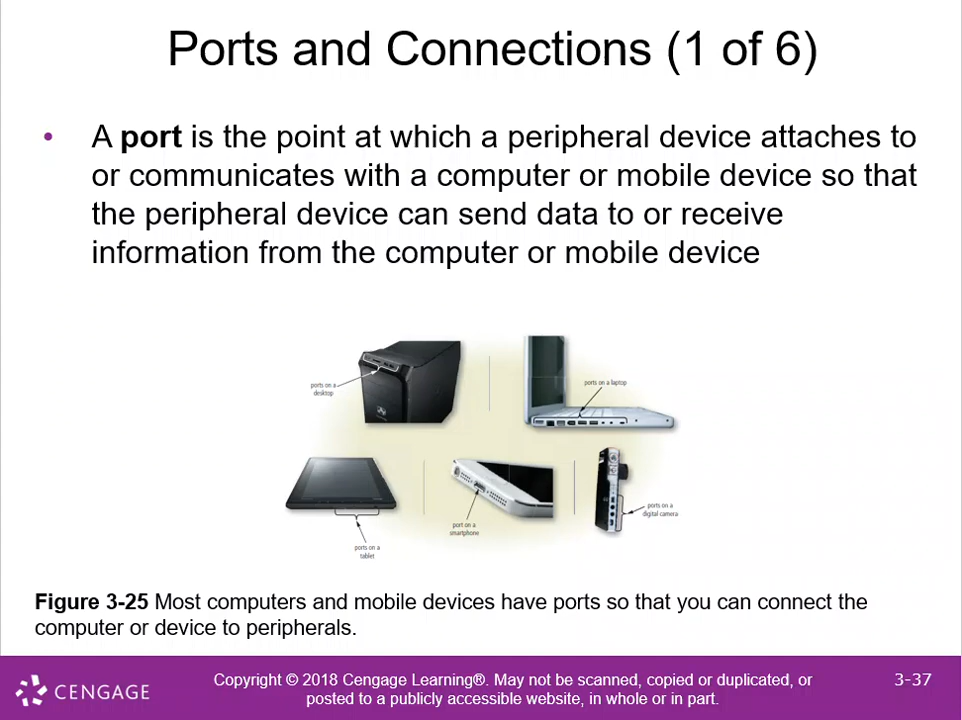 Ports and Connections (1 of 6)
• A port is the point at which a peripheral device attaches to
or communicates with a computer or mobile device so that
the peripheral device can send data to or receive
information from the computer or mobile device
ports on a
desktop
ports on a laptop
ports on a
tablet
port on a
smartphone
ports on a
digital camera
Figure 3-25 Most computers and mobile devices have ports so that you can connect the
computer or device to peripherals.
CENGAGE
Copyright © 2018 Cengage Learning®. May not be scanned, copied or duplicated, or
posted to a publicly accessible website, in whole or in part.
3-37